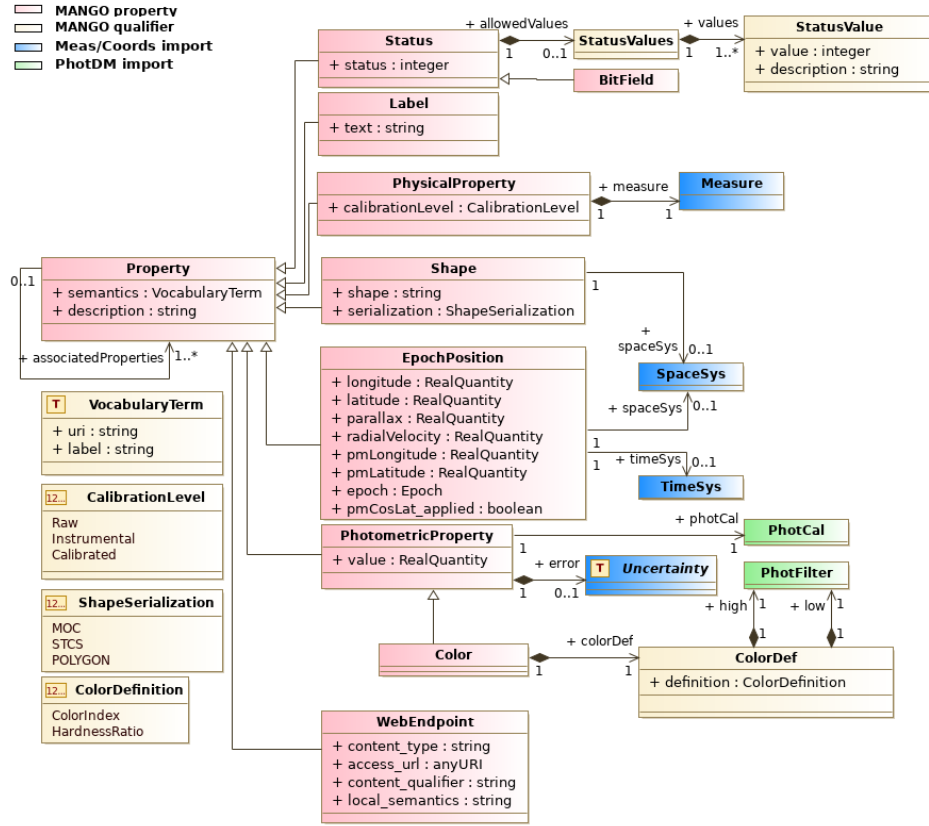 MANGO property
MANGO qualifier
Meas/Coords import
PhotDM import
Status
+ status : integer
+ allowedValues
1
0..1
StatusValues
+ values
1
1..*
StatusValue
+ value : integer
+ description : string
BitField
Label
+ text : string
PhysicalProperty
+ calibrationLevel : CalibrationLevel
+ measure
1
1
Measure
Property
+ semantics : VocabularyTerm
+ description : string
0..1
+ associatedProperties
1..*
Shape
+ shape : string
+ serialization : ShapeSerialization
1
+
spaceSys
0..1
SpaceSys
EpochPosition
+ longitude : RealQuantity
+ latitude : RealQuantity
+ parallax : RealQuantity
+ radialVelocity : RealQuantity
+ pmLongitude : RealQuantity
+ pmLatitude : RealQuantity
+ epoch : Epoch
+ pmCosLat_applied : boolean
+ spaceSys
0..1
1
1
+ timeSys
0..1
TimeSys
T
VocabularyTerm
+ uri : string
+ label : string
12...
CalibrationLevel
Raw
Instrumental
Calibrated
PhotometricProperty
+ value : RealQuantity
+ photCal
1
1
PhotCal
+ error
1
0..1
T
Uncertainty
PhotFilter
+ high
1
+ low
1
1
1
12...
ShapeSerialization
MOC
STCS
POLYGON
Color
+ colorDef
1
1
ColorDef
+ definition : ColorDefinition
12...
ColorDefinition
ColorIndex
HardnessRatio
WebEndpoint
+ content_type : string
+ access_url : anyURI
+ content_qualifier : string
+ local_semantics : string